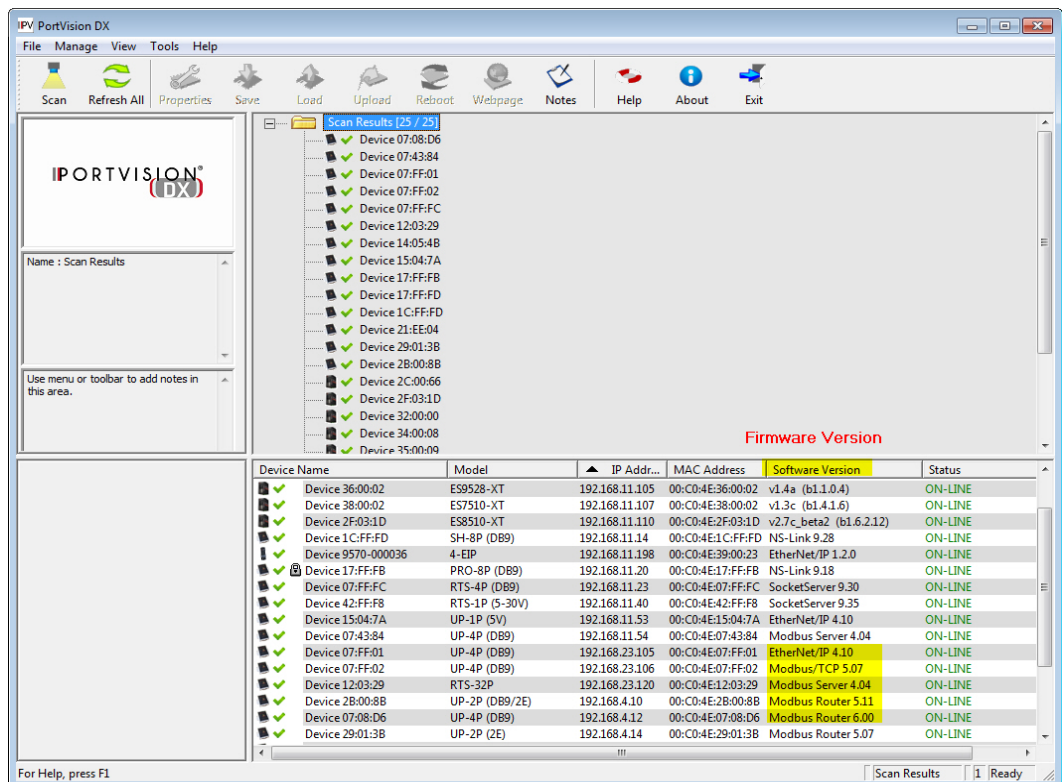 IPV PortVision DX
File Manage View Tools Help
Scan Refresh All Properties Save Load Upload Reboot Webpage Notes Help About Exit
IPORTVISION® DX
Name : Scan Results
Use menu or toolbar to add notes in
this area.
Scan Results [25 / 25]
Device 07:08:D6
Device 07:43:84
Device 07:FF:01
Device 07:FF:02
Device 07:FF:FC
Device 12:03:29
Device 14:05:4B
Device 15:04:7A
Device 17:FF:FB
Device 17:FF:FD
Device 1C:FF:FD
Device 21:EE:04
Device 29:01:3B
Device 2B:00:8B
Device 2C:00:66
Device 2F:03:1D
Device 32:00:00
Device 34:00:08
Device 35:00:09
Firmware Version
Device Name Model IP Addr... MAC Address Software Version Status
Device 36:00:02 ES9528-XT 192.168.11.105 00:C0:4E:36:00:02 v1.4a (b1.1.0.4) ON-LINE
Device 38:00:02 ES7510-XT 192.168.11.107 00:C0:4E:38:00:02 v1.3c (b1.4.1.6) ON-LINE
Device 2F:03:1D ES8510-XT 192.168.11.110 00:C0:4E:2F:03:1D v2.7c_beta2 (b1.6.2.12) ON-LINE
Device 1C:FF:FD SH-8P (DB9) 192.168.11.14 00:C0:4E:1C:FF:FD NS-Link 9.28 ON-LINE
Device 9570-000036 4-EIP 192.168.11.198 00:C0:4E:39:00:23 EtherNet/IP 1.2.0 ON-LINE
Device 17:FF:FB PRO-8P (DB9) 192.168.11.20 00:C0:4E:17:FF:FB NS-Link 9.18 ON-LINE
Device 07:FF:FC RTS-4P (DB9) 192.168.11.23 00:C0:4E:07:FF:FC SocketServer 9.30 ON-LINE
Device 42:FF:F8 RTS-1P (5-30V) 192.168.11.40 00:C0:4E:42:FF:F8 SocketServer 9.35 ON-LINE
Device 15:04:7A UP-1P (5V) 192.168.11.53 00:C0:4E:15:04:7A EtherNet/IP 4.10 ON-LINE
Device 07:43:84 UP-4P (DB9) 192.168.11.54 00:C0:4E:07:43:84 Modbus Server 4.04 ON-LINE
Device 07:FF:01 UP-4P (DB9) 192.168.23.105 00:C0:4E:07:FF:01 EtherNet/IP 4.10 ON-LINE
Device 07:FF:02 UP-4P (DB9) 192.168.23.106 00:C0:4E:07:FF:02 Modbus/TCP 5.07 ON-LINE
Device 12:03:29 RTS-32P 192.168.23.120 00:C0:4E:12:03:29 Modbus Server 4.04 ON-LINE
Device 2B:00:8B UP-2P (DB9/2E) 192.168.4.10 00:C0:4E:2B:00:8B Modbus Router 5.11 ON-LINE
Device 07:08:D6 UP-4P (DB9) 192.168.4.12 00:C0:4E:07:08:D6 Modbus Router 6.00 ON-LINE
Device 29:01:3B UP-2P (2E) 192.168.4.14 00:C0:4E:29:01:3B Modbus Router 5.07 ON-LINE
For Help, press F1 Scan Results 1 Ready